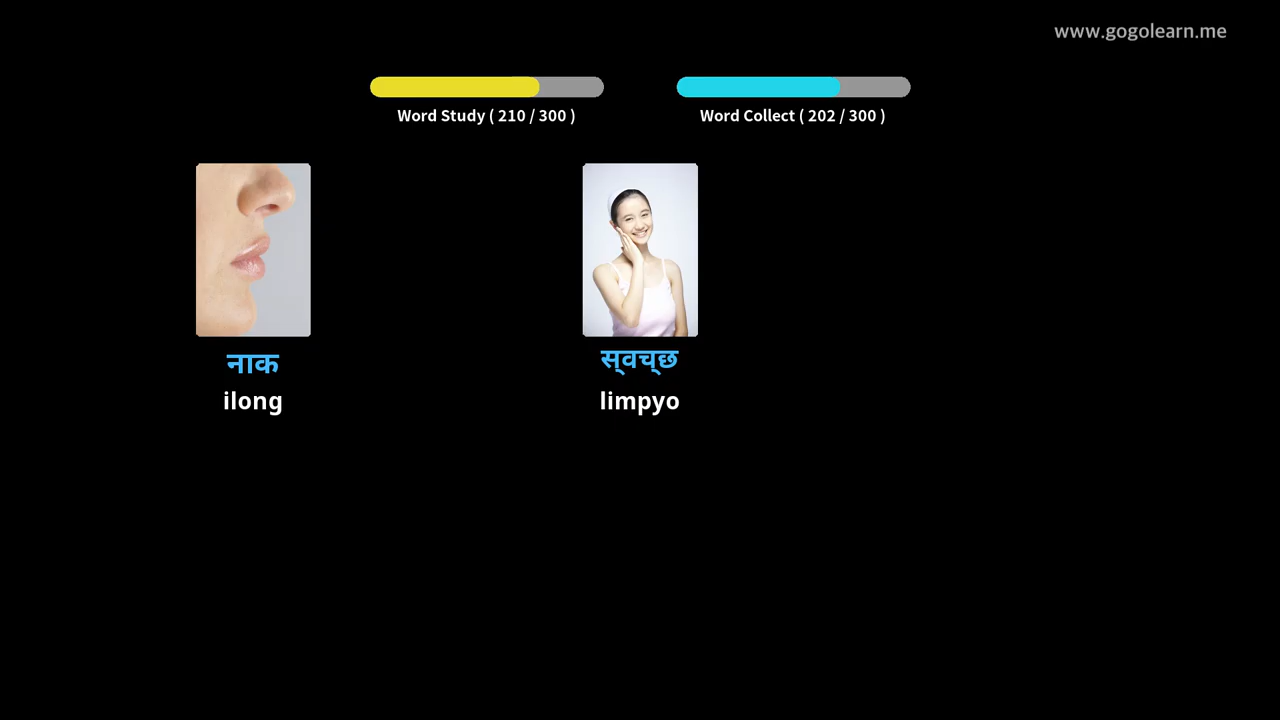 www.gogolearn.me
Word Study ( 210 / 300 )
Word Collect ( 202 / 300 )
नाक
ilong
स्वच्छ
limpyo